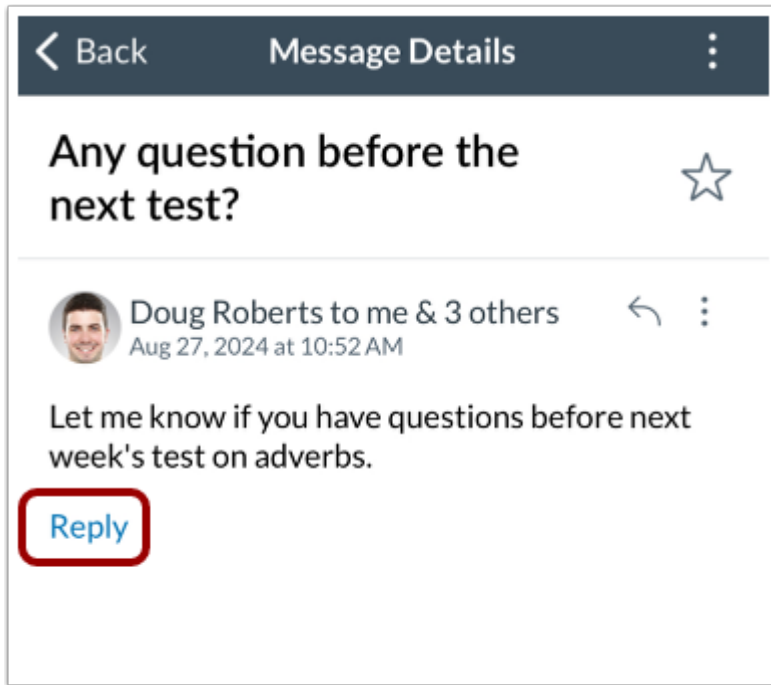 Back
Message Details
Any question before the
next test?
Doug Roberts to me & 3 others
Aug 27, 2024 at 10:52 AM
Let me know if you have questions before next
week's test on adverbs.
Reply